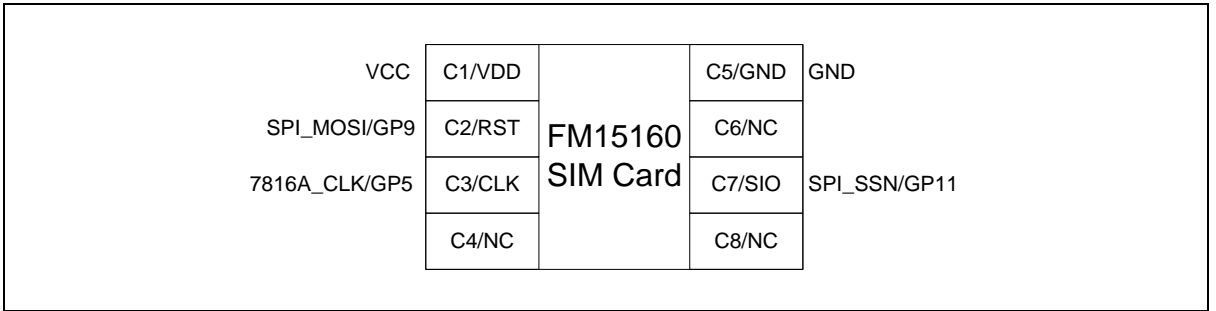 VCC C1/VDD C5/GND GND
SPI_MOSI/GP9 C2/RST FM15160 C6/NC
7816A_CLK/GP5 C3/CLK SIM Card C7/SIO SPI_SSN/GP11
C4/NC C8/NC